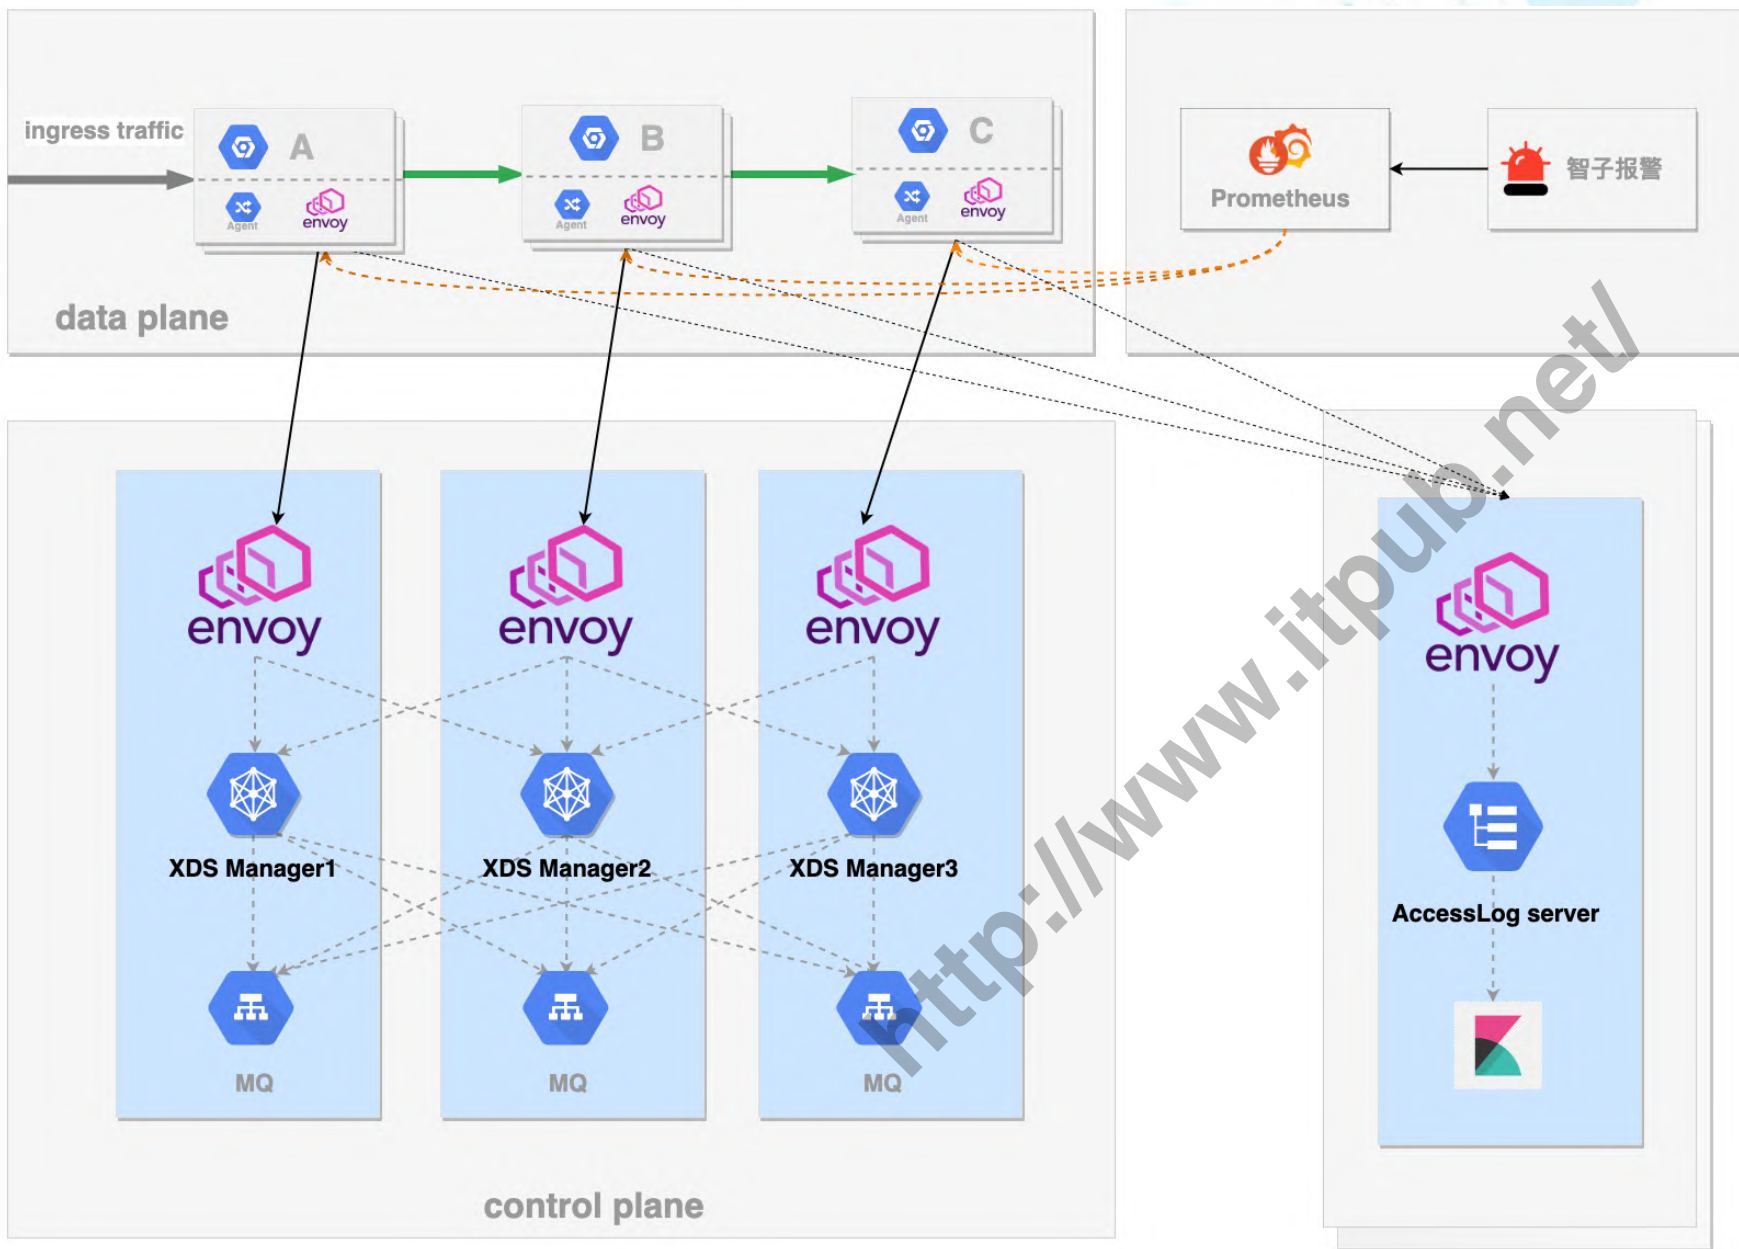 ingress traffic
A
Agent
envoy
B
Agent
envoy
C
Agent
envoy
data plane
Prometheus
智子报警
envoy
envoy
envoy
XDS Manager1
XDS Manager2
XDS Manager3
MQ
MQ
MQ
control plane
envoy
AccessLog server
http://www.itpub.net/